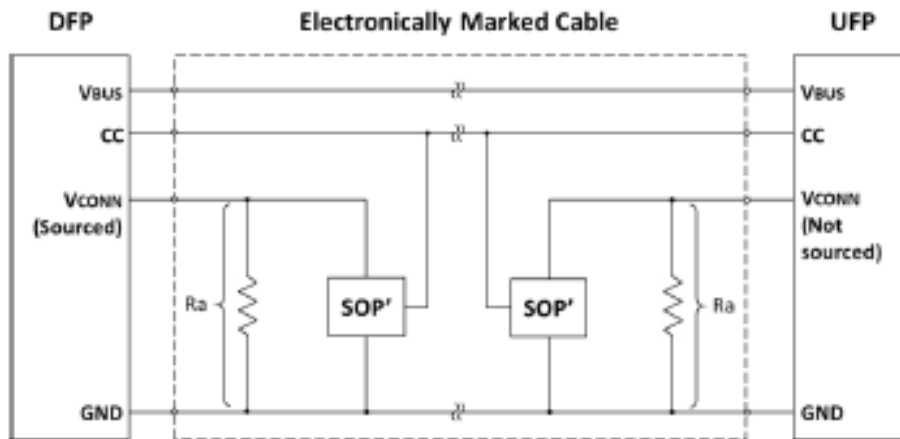 DFP
Electronically Marked Cable
UFP
VBUS
VBUS
CC
CC
VCONN
(Sourced)
VCONN
(Not
sourced)
Ra
SOP'
SOP'
Ra
GND
GND